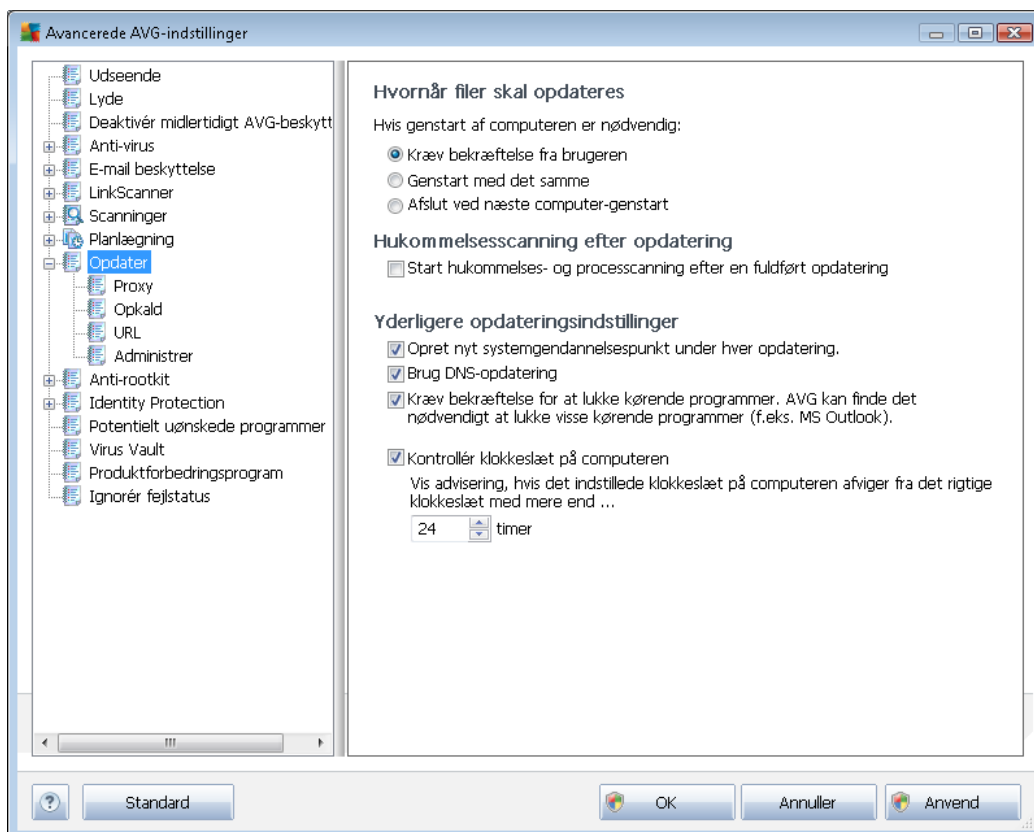 Avancerede AVG-indstillinger
Udseende
Lyde
Deaktivér midlertidigt AVG-beskytt
Anti-virus
E-mail beskyttelse
LinkScanner
Scanninger
Planlægning
Opdater
Proxy
Opkald
URL
Administrer
Anti-rootkit
Identity Protection
Potentielt uønskede programmer
Virus Vault
Produktforbedringsprogram
Ignorér fejlstatus
Hvornår filer skal opdateres
Hvis genstart af computeren er nødvendig:
Kræv bekræftelse fra brugeren
Genstart med det samme
Afslut ved næste computer-genstart
Hukommelsesscanning efter opdatering
Start hukommelses- og processcanning efter en fuldført opdatering
Yderligere opdateringsindstillinger
Opret nyt systemgendannelsespunkt under hver opdatering.
Brug DNS-opdatering
Kræv bekræftelse for at lukke kørende programmer. AVG kan finde det
nødvendigt at lukke visse kørende programmer (f.eks. MS Outlook).
Kontrollér klokkeslæt på computeren
Vis advisering, hvis det indstillede klokkeslæt på computeren afviger fra det rigtige
klokkeslæt med mere end ...
24 timer
? Standard OK Annuller Anvend